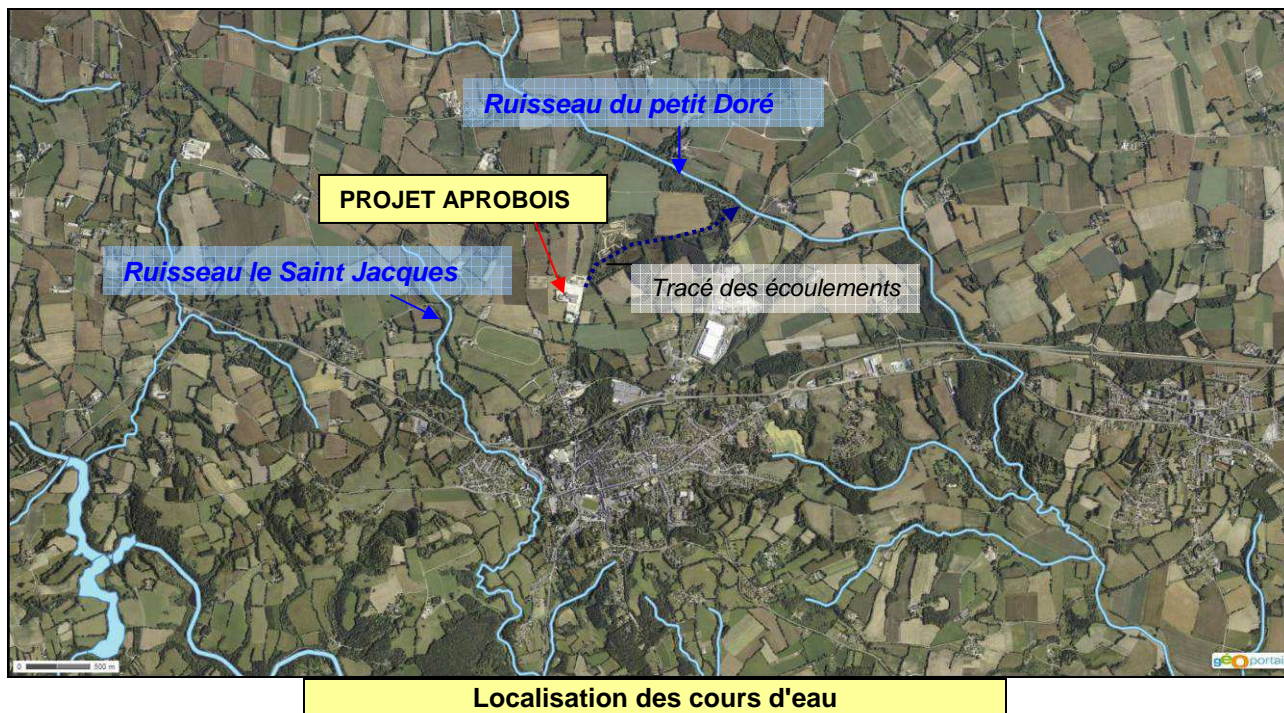 Ruisseau du petit Doré
PROJET APROBOIS
Ruisseau le Saint Jacques
Tracé des écoulements
0 500 m
géoportail
Localisation des cours d'eau